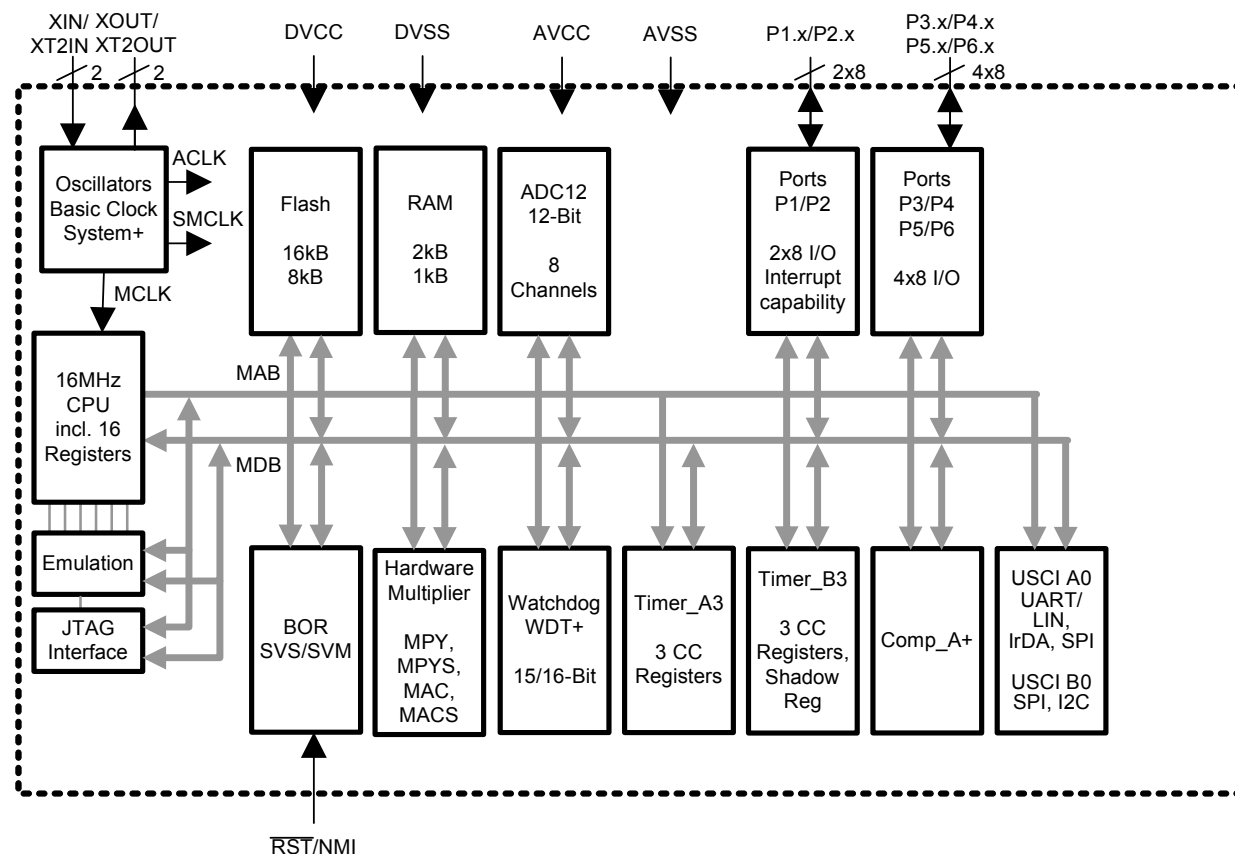 XIN/
XT2IN
XOUT/
XT2OUT
2
2
DVCC
DVSS
AVCC
AVSS
P1.x/P2.x
2x8
P3.x/P4.x
P5.x/P6.x
4x8
Oscillators
Basic Clock
System+
ACLK
SMCLK
MCLK
Flash
16kB
8kB
RAM
2kB
1kB
ADC12
12-Bit
8
Channels
Ports
P1/P2
2x8 I/O
Interrupt
capability
Ports
P3/P4
P5/P6
4x8 I/O
16MHz
CPU
incl. 16
Registers
MAB
MDB
Emulation
JTAG
Interface
BOR
SVS/SVM
Hardware
Multiplier
MPY,
MPYS,
MAC,
MACS
Watchdog
WDT+
15/16-Bit
Timer_A3
3 CC
Registers
Timer_B3
3 CC
Registers,
Shadow
Reg
Comp_A+
USCI A0
UART/
LIN,
IrDA, SPI
USCI B0
SPI, I2C
RST/NMI